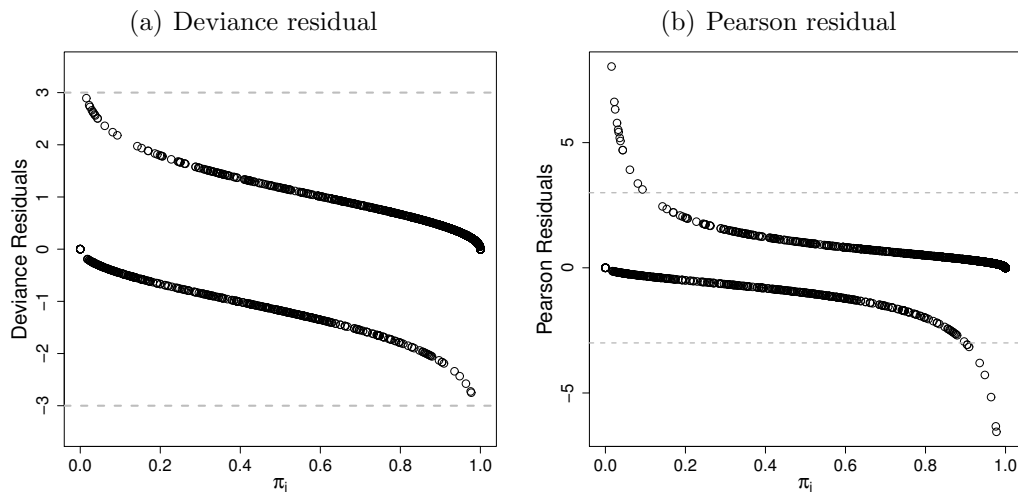 (a) Deviance residual
(b) Pearson residual
Deviance Residuals
3
2
1
0
−1
−2
−3
0.0 0.2 0.4 0.6 0.8 1.0
π_i
Pearson Residuals
5
0
−5
0.0 0.2 0.4 0.6 0.8 1.0
π_i